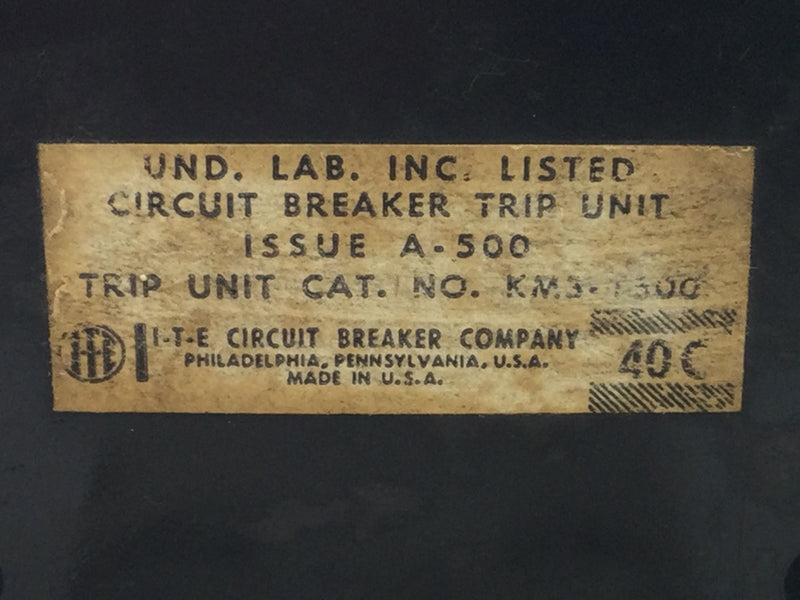 UND. LAB. INC. LISTED
CIRCUIT BREAKER TRIP UNIT
ISSUE A-500
TRIP UNIT CAT. NO.
I-T-E CIRCUIT BREAKER COMPANY
PHILADELPHIA, PENNSYLVANIA, U.S.A.
MADE IN U.S.A.
40 C
ITE